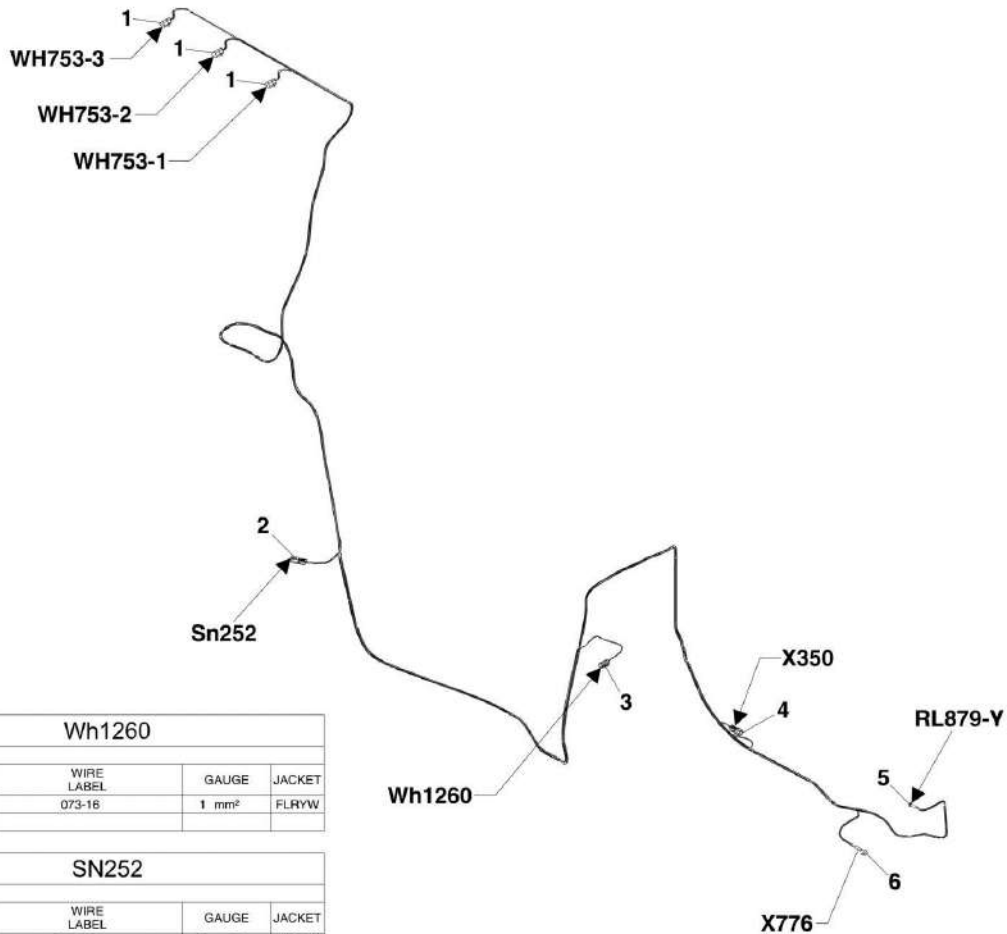 1
WH753-3
1
WH753-2
1
WH753-1
2
Sn252
X350
3
4
RL879-Y
Wh1260
5
6
X776
Wh1260
WIRE LABEL GAUGE JACKET
073-16 1 mm² FLRYW
SN252
WIRE LABEL GAUGE JACKET